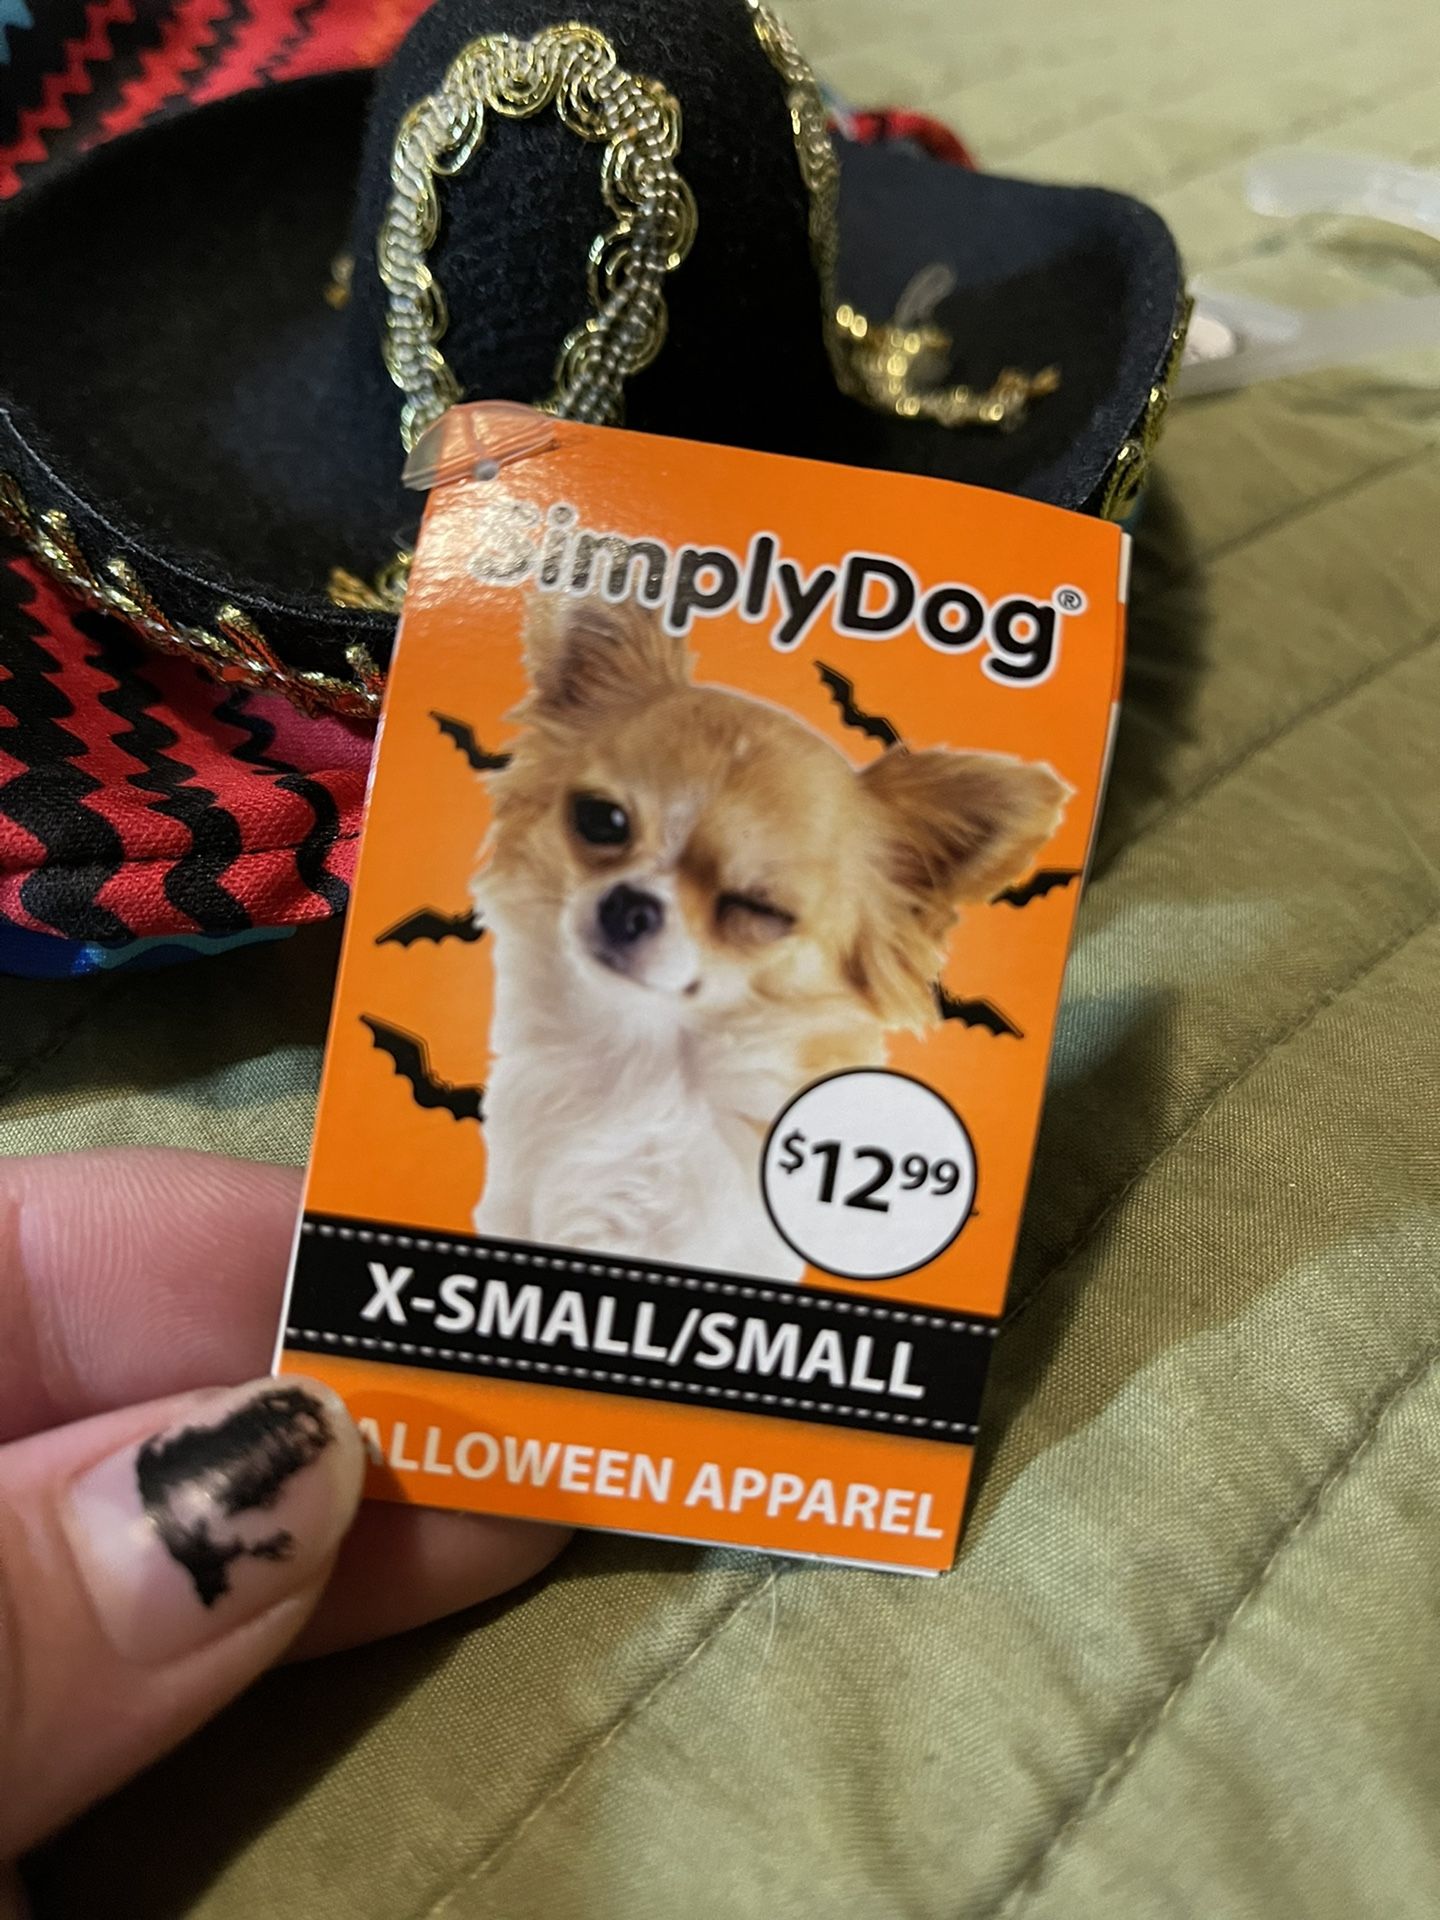 SimplyDog®
$12.99
X-SMALL/SMALL
ALLOWEEN APPAREL